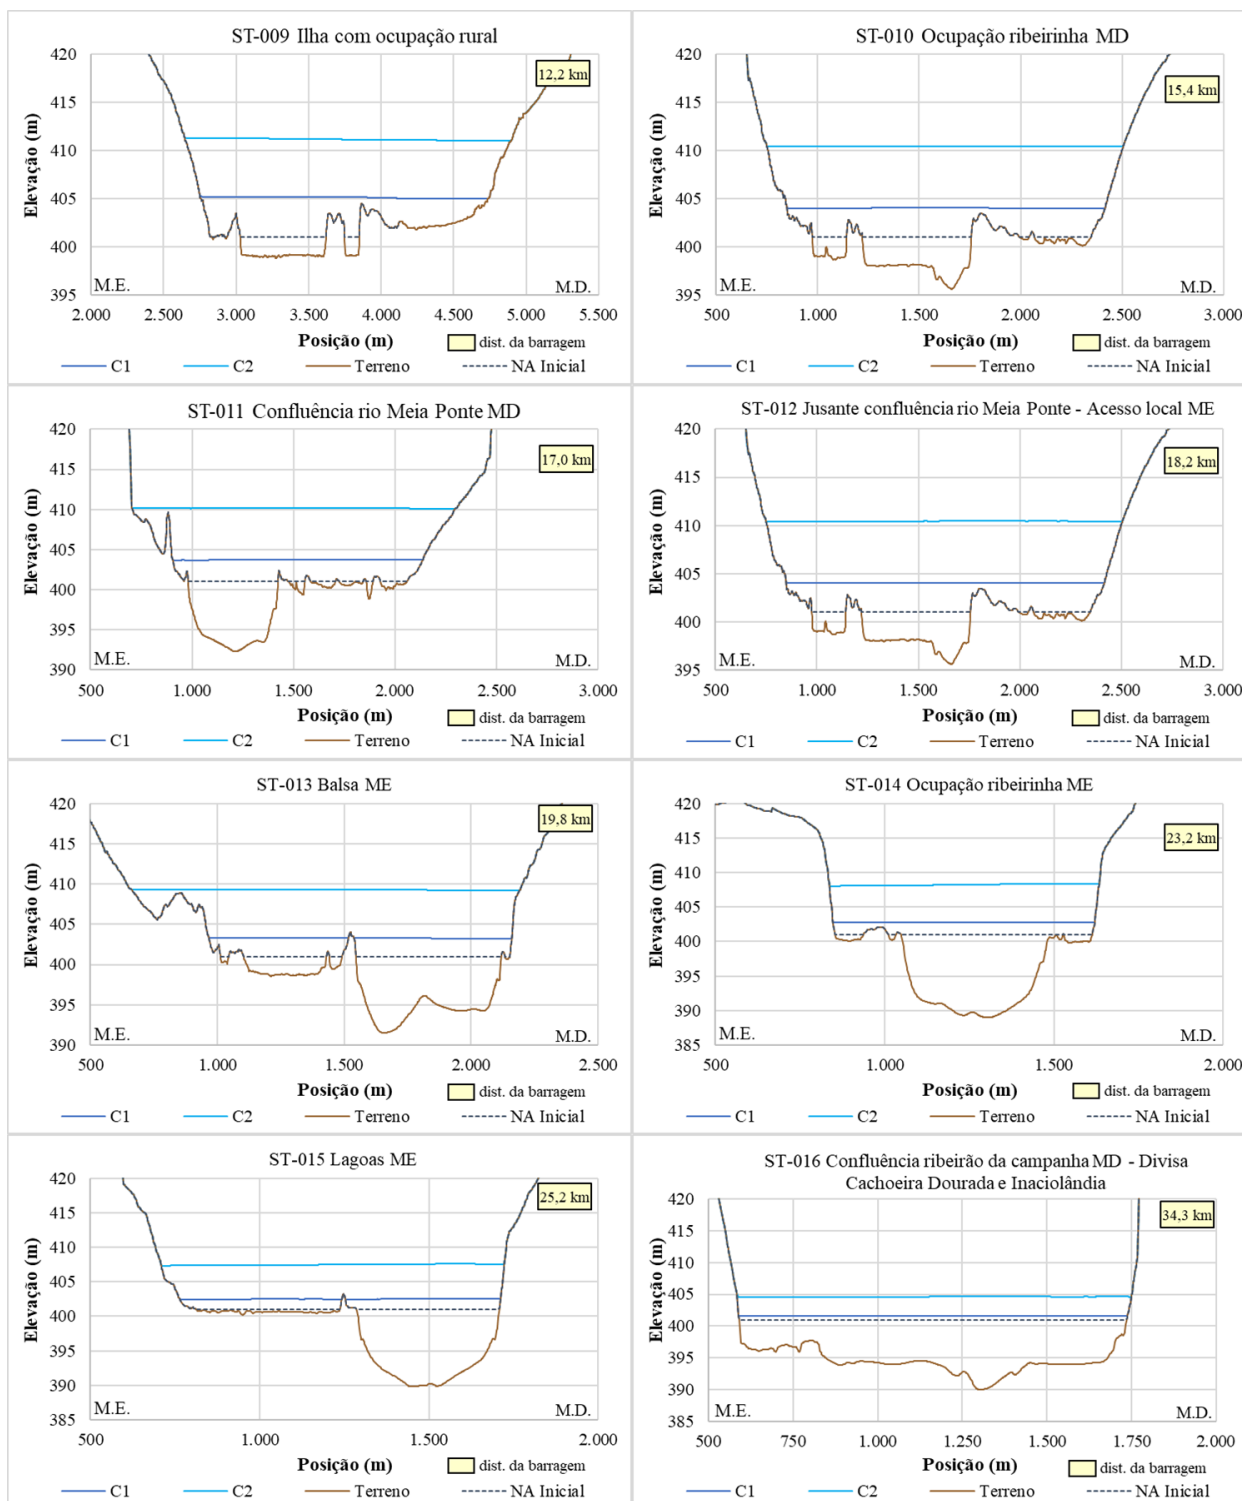 ST-009 Ilha com ocupação rural
12,2 km
Elevação (m)
420
415
410
405
400
395
M.E.
M.D.
2.000 2.500 3.000 3.500 4.000 4.500 5.000 5.500
Posição (m)
dist. da barragem
C1 C2 Terreno NA Inicial
ST-010 Ocupação ribeirinha MD
15,4 km
Elevação (m)
420
415
410
405
400
395
M.E.
M.D.
500 1.000 1.500 2.000 2.500 3.000
Posição (m)
dist. da barragem
C1 C2 Terreno NA Inicial
ST-011 Confluência rio Meia Ponte MD
17,0 km
Elevação (m)
420
415
410
405
400
395
390
M.E.
M.D.
500 1.000 1.500 2.000 2.500 3.000
Posição (m)
dist. da barragem
C1 C2 Terreno NA Inicial
ST-012 Jusante confluência rio Meia Ponte - Acesso local ME
18,2 km
Elevação (m)
420
415
410
405
400
395
M.E.
M.D.
500 1.000 1.500 2.000 2.500 3.000
Posição (m)
dist. da barragem
C1 C2 Terreno NA Inicial
ST-013 Balsa ME
19,8 km
Elevação (m)
420
415
410
405
400
395
390
M.E.
M.D.
500 1.000 1.500 2.000 2.500
Posição (m)
dist. da barragem
C1 C2 Terreno NA Inicial
ST-014 Ocupação ribeirinha ME
23,2 km
Elevação (m)
420
415
410
405
400
395
390
385
M.E.
M.D.
500 1.000 1.500 2.000
Posição (m)
dist. da barragem
C1 C2 Terreno NA Inicial
ST-015 Lagoas ME
25,2 km
Elevação (m)
420
415
410
405
400
395
390
385
M.E.
M.D.
500 1.000 1.500 2.000
Posição (m)
dist. da barragem
C1 C2 Terreno NA Inicial
ST-016 Confluência ribeirão da campanha MD - Divisa
Cachoeira Dourada e Inaciolândia
34,3 km
Elevação (m)
420
415
410
405
400
395
390
385
M.E.
M.D.
500 750 1.000 1.250 1.500 1.750 2.000
Posição (m)
dist. da barragem
C1 C2 Terreno NA Inicial